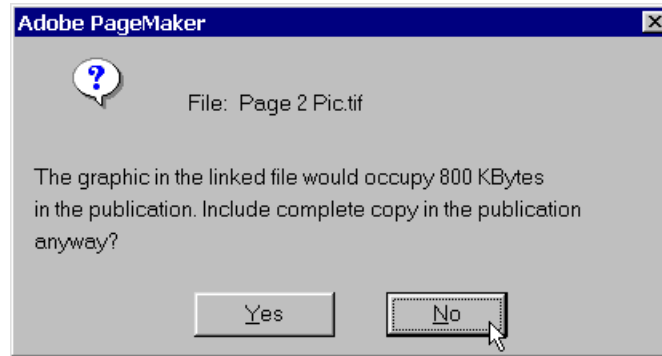 Adobe PageMaker
?
File: Page 2 Pic.tif
The graphic in the linked file would occupy 800 KBytes
in the publication. Include complete copy in the publication
anyway?
Yes No